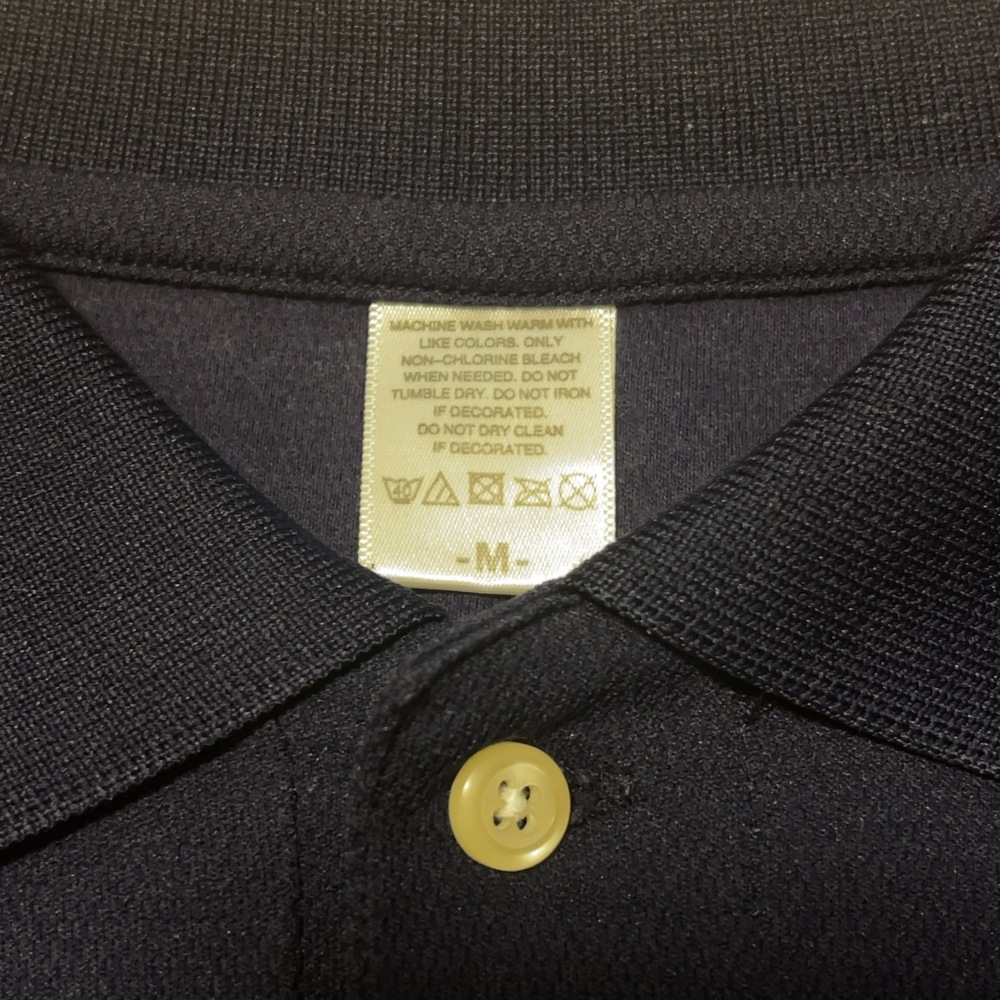 MACHINE WASH WARM WITH
LIKE COLORS. ONLY
NON-CHLORINE BLEACH
WHEN NEEDED. DO NOT
TUMBLE DRY. DO NOT IRON
IF DECORATED.
DO NOT DRY CLEAN
IF DECORATED.
40
-M-